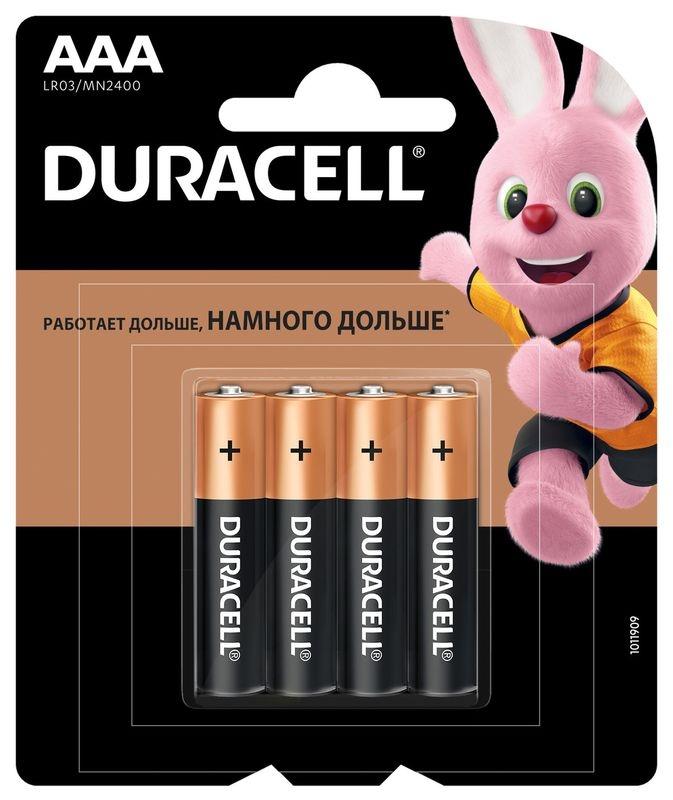 AAA
LR03/MN2400
DURACELL®
РАБОТАЕТ ДОЛЬШЕ, НАМНОГО ДОЛЬШЕ*
+ + + +
DURACELL®
DURACELL®
DURACELL®
DURACELL®
1011909